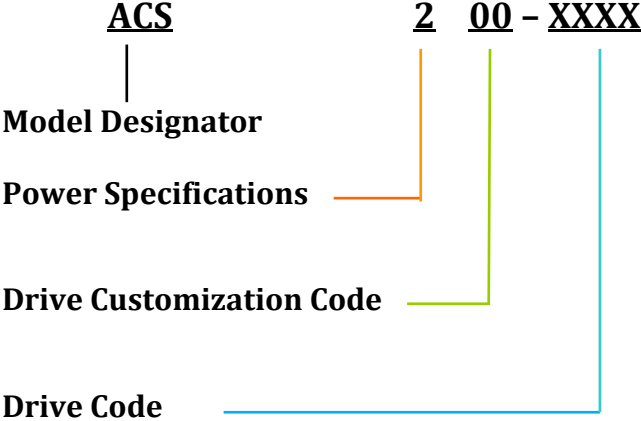 ACS 2 00 – XXXX
Model Designator
Power Specifications
Drive Customization Code
Drive Code